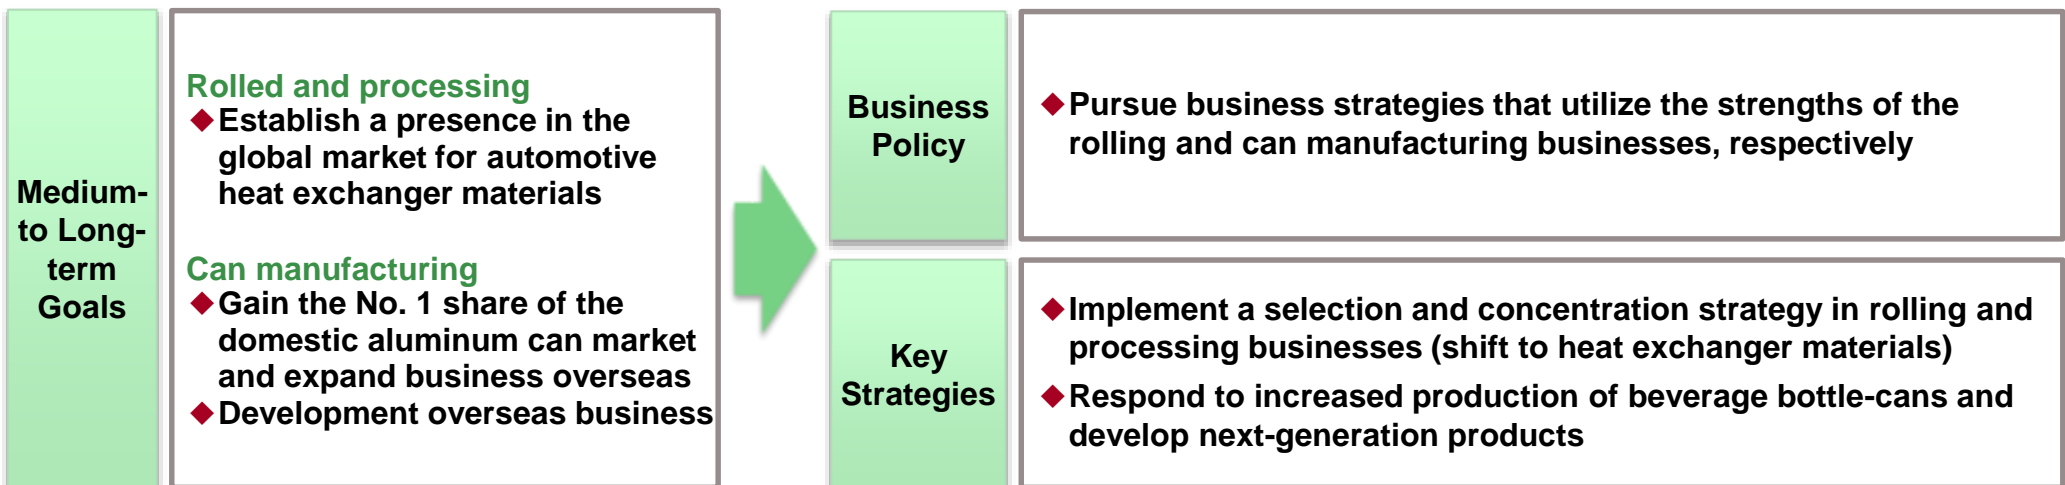 Medium-
to Long-
term
Goals
Rolled and processing
◆Establish a presence in the
global market for automotive
heat exchanger materials
Can manufacturing
◆Gain the No. 1 share of the
domestic aluminum can market
and expand business overseas
◆Development overseas business
Business
Policy
◆Pursue business strategies that utilize the strengths of the
rolling and can manufacturing businesses, respectively
Key
Strategies
◆Implement a selection and concentration strategy in rolling and
processing businesses (shift to heat exchanger materials)
◆Respond to increased production of beverage bottle-cans and
develop next-generation products